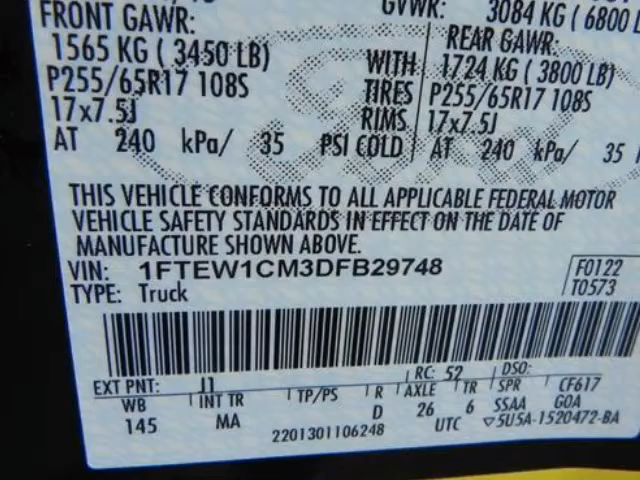 FRONT GAWR:
GVWR: 3084 KG ( 6800 L
1565 KG ( 3450 LB)
REAR GAWR:
WITH 1724 KG ( 3800 LB)
P255/65R17 108S
TIRES P255/65R17 108S
17x7.5J
RIMS 17x7.5J
AT 240 kPa/ 35 PSI COLD AT 240 kPa/ 35
THIS VEHICLE CONFORMS TO ALL APPLICABLE FEDERAL MOTOR
VEHICLE SAFETY STANDARDS IN EFFECT ON THE DATE OF
MANUFACTURE SHOWN ABOVE.
VIN: 1FTEW1CM3DFB29748
F0122
TYPE: Truck
T0573
EXT PNT: RC: 52 DSO:
WB INT TR TP/PS R AXLE TR SPR CF617
145 MA D 26 6 SSAA GOA
2201301106248 UTC ▽5U5A-1520472-BA